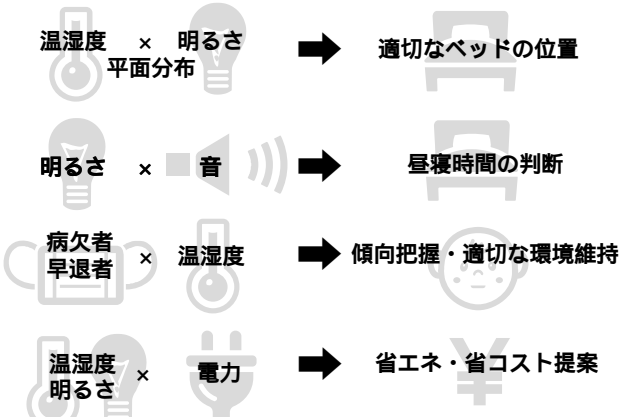 温湿度 × 明るさ
平面分布
適切なベッドの位置
明るさ × 音
昼寝時間の判断
病欠者
早退者
× 温湿度
傾向把握・適切な環境維持
温湿度
明るさ
× 電力
省エネ・省コスト提案
¥